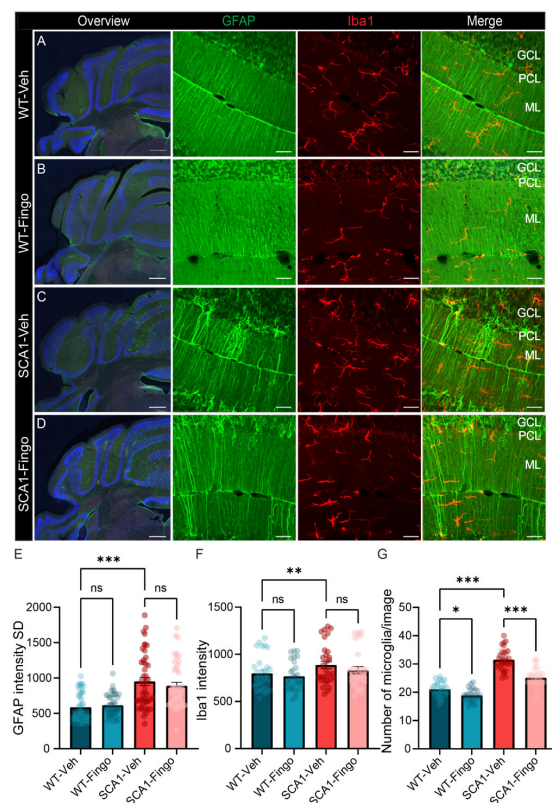 Overview GFAP Iba1 Merge
A
WT-Veh
GCL
PCL
ML
B
WT-Fingo
GCL
PCL
ML
C
SCA1-Veh
GCL
PCL
ML
D
SCA1-Fingo
GCL
PCL
ML
E
***
ns ns
GFAP intensity SD
2000
1500
1000
500
0
WT-Veh WT-Fingo SCA1-Veh SCA1-Fingo
F
**
ns ns
Iba1 intensity
1500
1000
500
0
WT-Veh WT-Fingo SCA1-Veh SCA1-Fingo
G
***
* ***
Number of microglia/image
50
40
30
20
10
0
WT-Veh WT-Fingo SCA1-Veh SCA1-Fingo